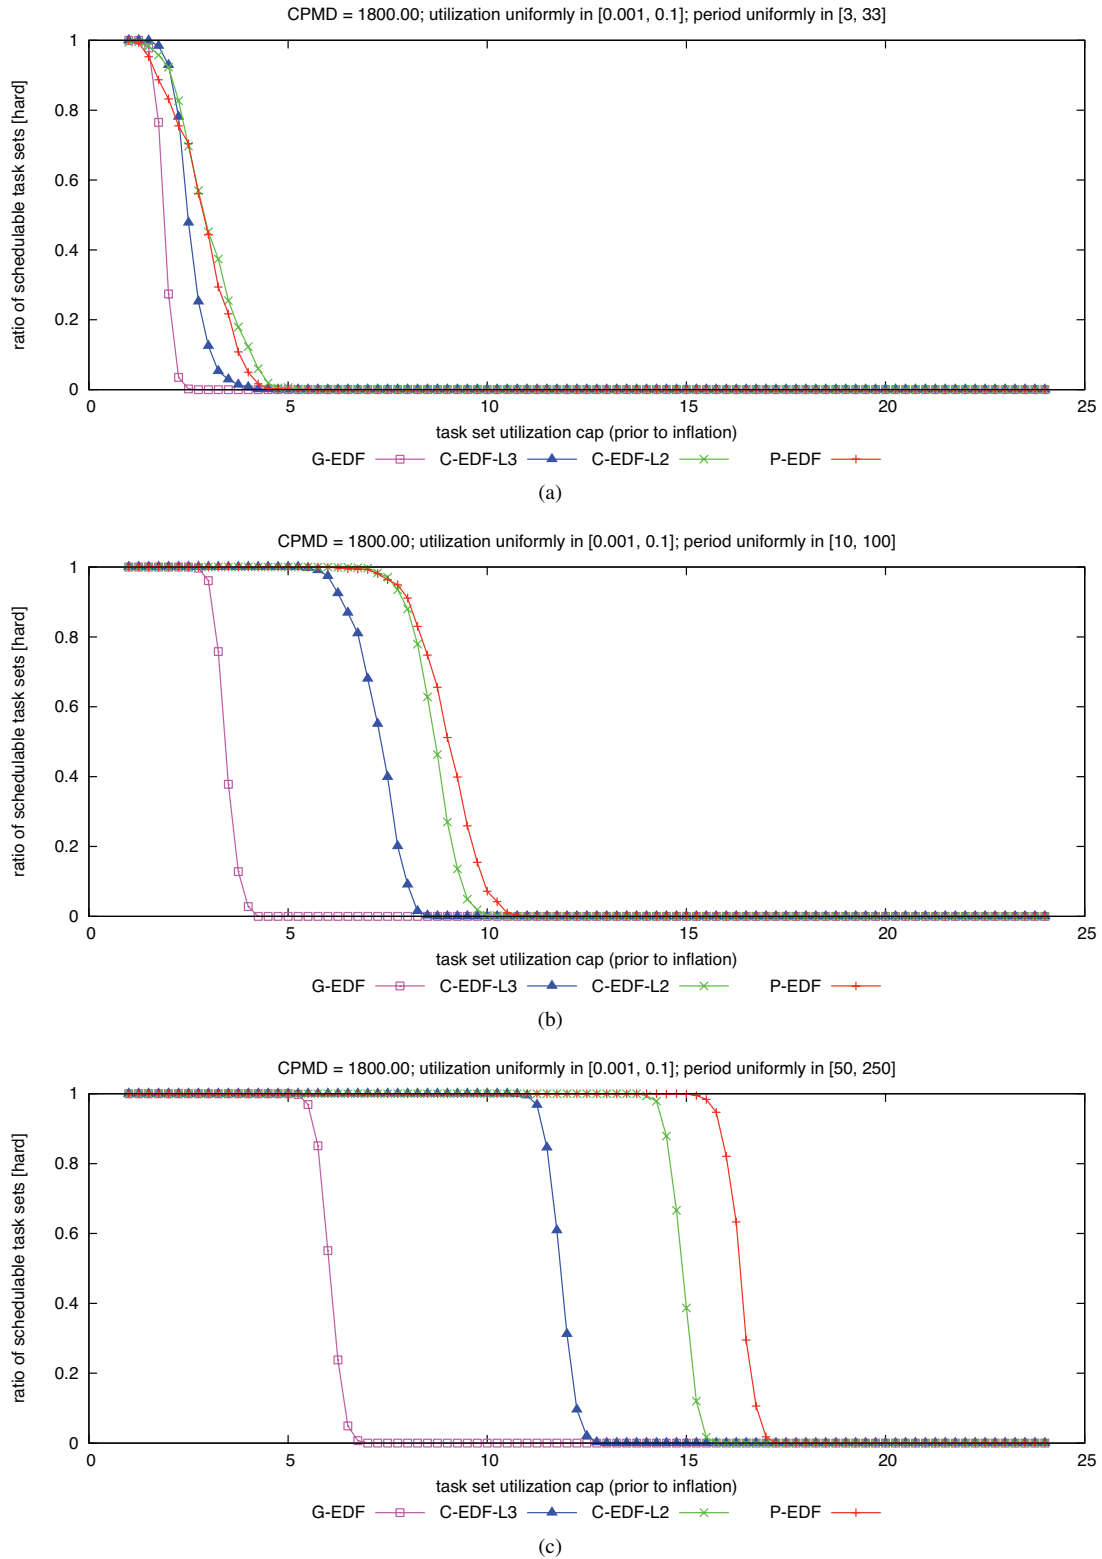 CPMD = 1800.00; utilization uniformly in [0.001, 0.1]; period uniformly in [3, 33]
1
0.8
0.6
0.4
0.2
0
ratio of schedulable task sets [hard]
0 5 10 15 20 25
task set utilization cap (prior to inflation)
G-EDF C-EDF-L3 C-EDF-L2 P-EDF
(a)
CPMD = 1800.00; utilization uniformly in [0.001, 0.1]; period uniformly in [10, 100]
1
0.8
0.6
0.4
0.2
0
ratio of schedulable task sets [hard]
0 5 10 15 20 25
task set utilization cap (prior to inflation)
G-EDF C-EDF-L3 C-EDF-L2 P-EDF
(b)
CPMD = 1800.00; utilization uniformly in [0.001, 0.1]; period uniformly in [50, 250]
1
0.8
0.6
0.4
0.2
0
ratio of schedulable task sets [hard]
0 5 10 15 20 25
task set utilization cap (prior to inflation)
G-EDF C-EDF-L3 C-EDF-L2 P-EDF
(c)